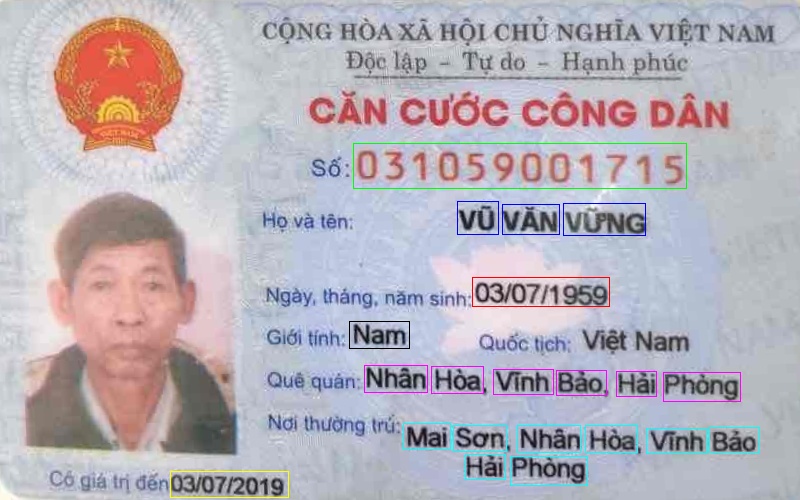 CỘNG HÒA XÃ HỘI CHỦ NGHĨA VIỆT NAM
Độc lập - Tự do - Hạnh phúc
CĂN CƯỚC CÔNG DÂN
Số: 031059001715
Họ và tên: VŨ VĂN VỮNG
Ngày, tháng, năm sinh: 03/07/1959
Giới tính: Nam Quốc tịch: Việt Nam
Quê quán: Nhân Hòa, Vĩnh Bảo, Hải Phòng
Nơi thường trú: Mai Sơn, Nhân Hòa, Vĩnh Bảo
Hải Phòng
Có giá trị đến 03/07/2019
VIỆT NAM